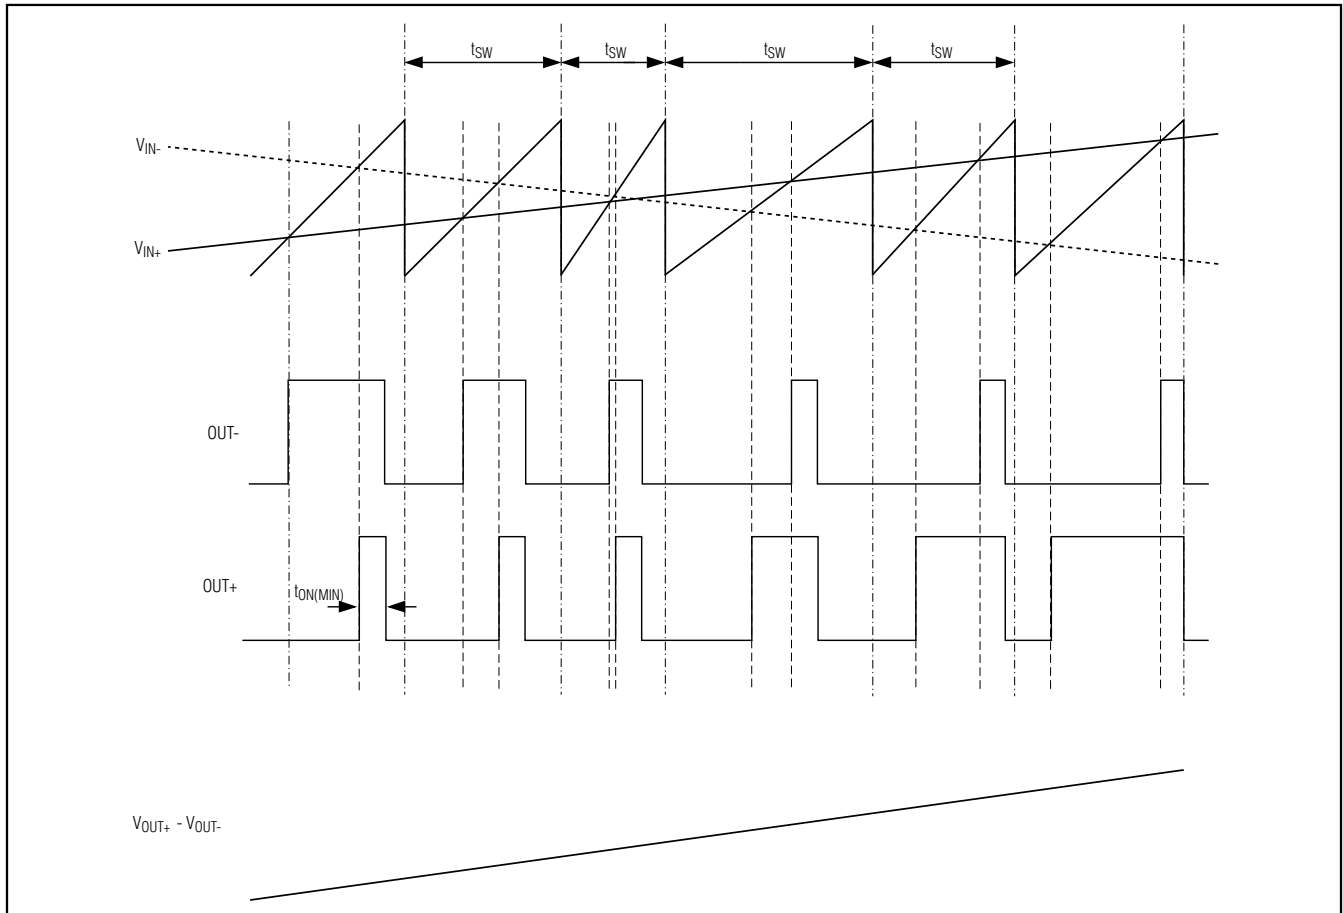 tSW tSW tSW tSW
VIN-
VIN+
OUT-
OUT+
tON(MIN)
VOUT+ - VOUT-